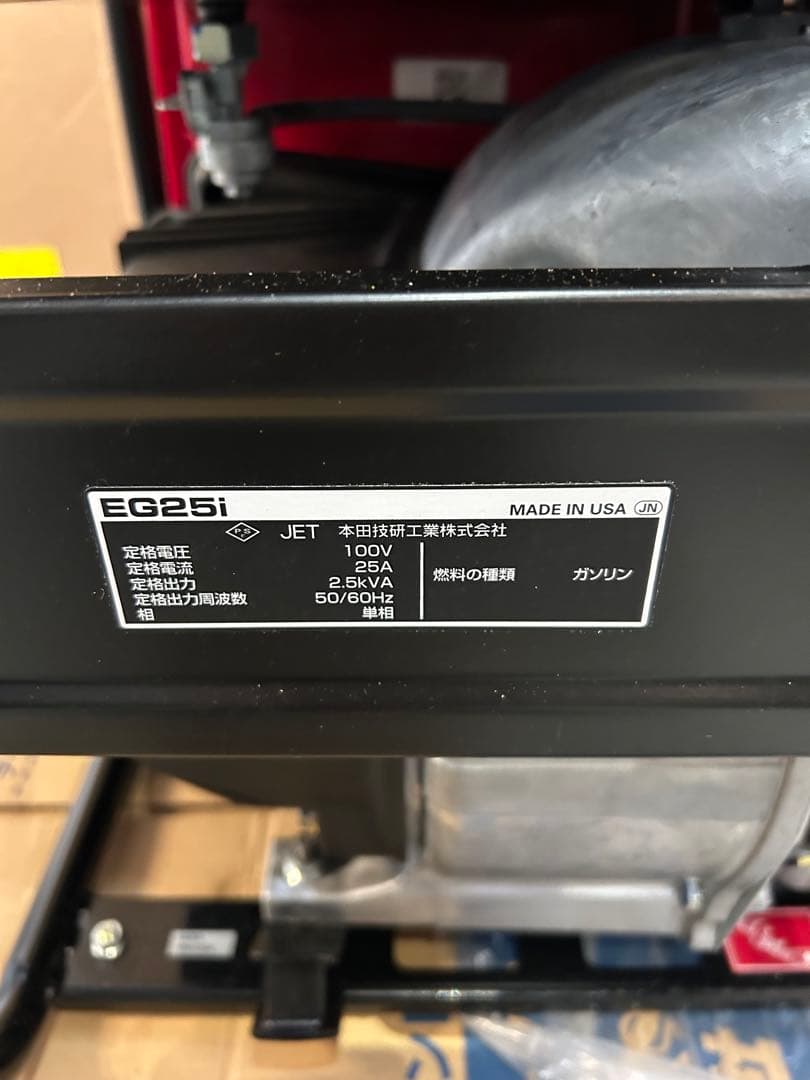 EG25i MADE IN USA JN
PS JET 本田技研工業株式会社
定格電圧 100V
定格電流 25A
定格出力 2.5kVA
定格出力周波数 50/60Hz
相 単相
燃料の種類 ガソリン